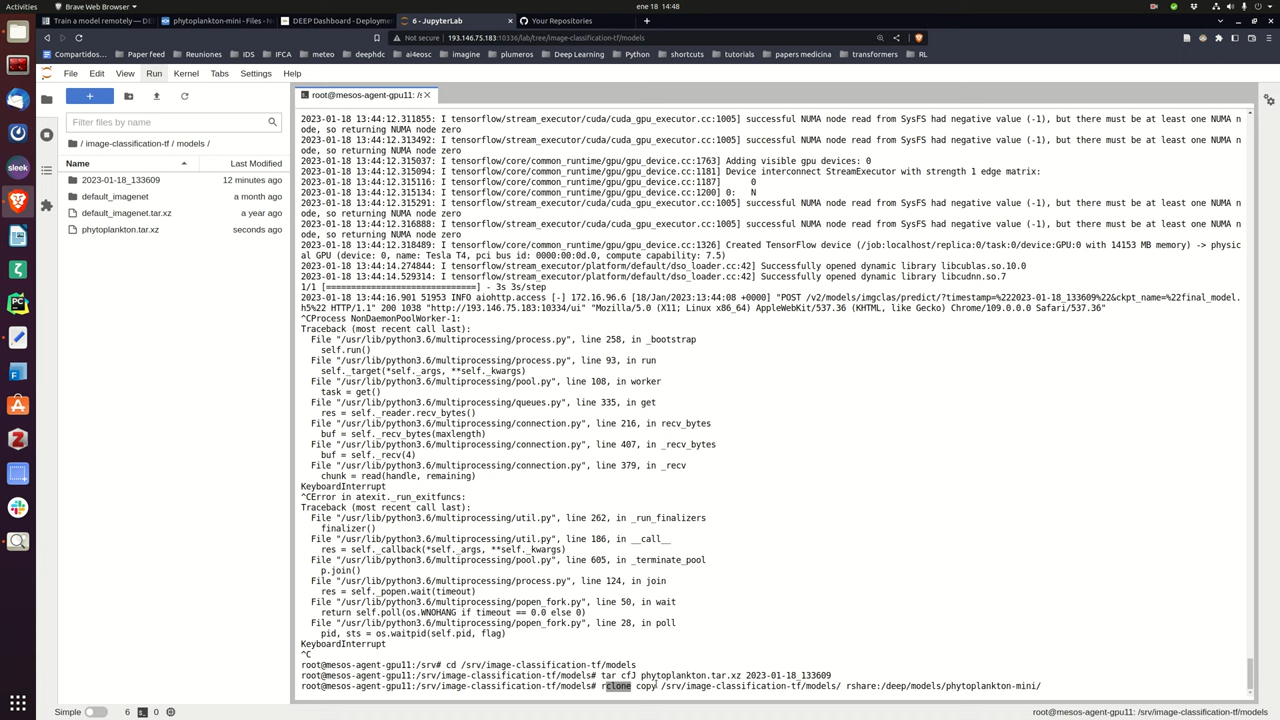 Activities
Brave Web Browser
ene 18 14:48
Train a model remotely — DE
phytoplankton-mini - Files - N
DEEP Dashboard - Deployme
6 - JupyterLab
Your Repositories
Not secure
193.146.75.183:10336/lab/tree/image-classification-tf/models
Compartidos
Paper feed
Reuniones
IDS
IFCA
meteo
deephdc
ai4eosc
imagine
plumeros
Deep Learning
Python
shortcuts
tutorials
papers medicina
transformers
RL
File Edit View Run Kernel Tabs Settings Help
root@mesos-agent-gpu11: /s
Filter files by name
/ image-classification-tf / models /
Name Last Modified
2023-01-18_133609 12 minutes ago
default_imagenet a month ago
default_imagenet.tar.xz a year ago
phytoplankton.tar.xz seconds ago
2023-01-18 13:44:12.311855: I tensorflow/stream_executor/cuda/cuda_gpu_executor.cc:1005] successful NUMA node read from SysFS had negative value (-1), but there must be at least one NUMA n
ode, so returning NUMA node zero
2023-01-18 13:44:12.313492: I tensorflow/stream_executor/cuda/cuda_gpu_executor.cc:1005] successful NUMA node read from SysFS had negative value (-1), but there must be at least one NUMA n
ode, so returning NUMA node zero
2023-01-18 13:44:12.315037: I tensorflow/core/common_runtime/gpu/gpu_device.cc:1763] Adding visible gpu devices: 0
2023-01-18 13:44:12.315094: I tensorflow/core/common_runtime/gpu/gpu_device.cc:1181] Device interconnect StreamExecutor with strength 1 edge matrix:
2023-01-18 13:44:12.315116: I tensorflow/core/common_runtime/gpu/gpu_device.cc:1187]      0
2023-01-18 13:44:12.315134: I tensorflow/core/common_runtime/gpu/gpu_device.cc:1200] 0:   N
2023-01-18 13:44:12.315291: I tensorflow/stream_executor/cuda/cuda_gpu_executor.cc:1005] successful NUMA node read from SysFS had negative value (-1), but there must be at least one NUMA n
ode, so returning NUMA node zero
2023-01-18 13:44:12.316888: I tensorflow/stream_executor/cuda/cuda_gpu_executor.cc:1005] successful NUMA node read from SysFS had negative value (-1), but there must be at least one NUMA n
ode, so returning NUMA node zero
2023-01-18 13:44:12.318489: I tensorflow/core/common_runtime/gpu/gpu_device.cc:1326] Created TensorFlow device (/job:localhost/replica:0/task:0/device:GPU:0 with 14153 MB memory) -> physic
al GPU (device: 0, name: Tesla T4, pci bus id: 0000:00:0d.0, compute capability: 7.5)
2023-01-18 13:44:14.274844: I tensorflow/stream_executor/platform/default/dso_loader.cc:42] Successfully opened dynamic library libcublas.so.10.0
2023-01-18 13:44:14.529314: I tensorflow/stream_executor/platform/default/dso_loader.cc:42] Successfully opened dynamic library libcudnn.so.7
1/1 [==============================] - 3s 3s/step
2023-01-18 13:44:16.901 51953 INFO aiohttp.access [-] 172.16.96.6 [18/Jan/2023:13:44:08 +0000] "POST /v2/models/imgclas/predict/?timestamp=%222023-01-18_133609%22&ckpt_name=%22final_model.
h5%22 HTTP/1.1" 200 1038 "http://193.146.75.183:10334/ui" "Mozilla/5.0 (X11; Linux x86_64) AppleWebKit/537.36 (KHTML, like Gecko) Chrome/109.0.0.0 Safari/537.36"
^CProcess NonDaemonPoolWorker-1:
Traceback (most recent call last):
File "/usr/lib/python3.6/multiprocessing/process.py", line 258, in _bootstrap
self.run()
File "/usr/lib/python3.6/multiprocessing/process.py", line 93, in run
self._target(*self._args, **self._kwargs)
File "/usr/lib/python3.6/multiprocessing/pool.py", line 108, in worker
task = get()
File "/usr/lib/python3.6/multiprocessing/queues.py", line 335, in get
res = self._reader.recv_bytes()
File "/usr/lib/python3.6/multiprocessing/connection.py", line 216, in recv_bytes
buf = self._recv_bytes(maxlength)
File "/usr/lib/python3.6/multiprocessing/connection.py", line 407, in _recv_bytes
buf = self._recv(4)
File "/usr/lib/python3.6/multiprocessing/connection.py", line 379, in _recv
chunk = read(handle, remaining)
KeyboardInterrupt
^CError in atexit._run_exitfuncs:
Traceback (most recent call last):
File "/usr/lib/python3.6/multiprocessing/util.py", line 262, in _run_finalizers
finalizer()
File "/usr/lib/python3.6/multiprocessing/util.py", line 186, in __call__
res = self._callback(*self._args, **self._kwargs)
File "/usr/lib/python3.6/multiprocessing/pool.py", line 605, in _terminate_pool
p.join()
File "/usr/lib/python3.6/multiprocessing/process.py", line 124, in join
res = self._popen.wait(timeout)
File "/usr/lib/python3.6/multiprocessing/popen_fork.py", line 50, in wait
return self.poll(os.WNOHANG if timeout == 0.0 else 0)
File "/usr/lib/python3.6/multiprocessing/popen_fork.py", line 28, in poll
pid, sts = os.waitpid(self.pid, flag)
KeyboardInterrupt
^C
root@mesos-agent-gpu11:/srv# cd /srv/image-classification-tf/models
root@mesos-agent-gpu11:/srv/image-classification-tf/models# tar cfJ phytoplankton.tar.xz 2023-01-18_133609
root@mesos-agent-gpu11:/srv/image-classification-tf/models# rclone copy /srv/image-classification-tf/models/ rshare:/deep/models/phytoplankton-mini/
Simple 6 0
root@mesos-agent-gpu11: /srv/image-classification-tf/models
sleek
PC